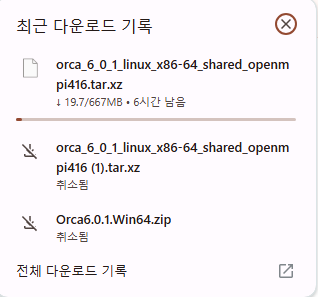 최근 다운로드 기록
orca_6_0_1_linux_x86-64_shared_openm
pi416.tar.xz
↓ 19.7/667MB • 6시간 남음
orca_6_0_1_linux_x86-64_shared_openm
pi416 (1).tar.xz
취소됨
Orca6.0.1.Win64.zip
취소됨
전체 다운로드 기록